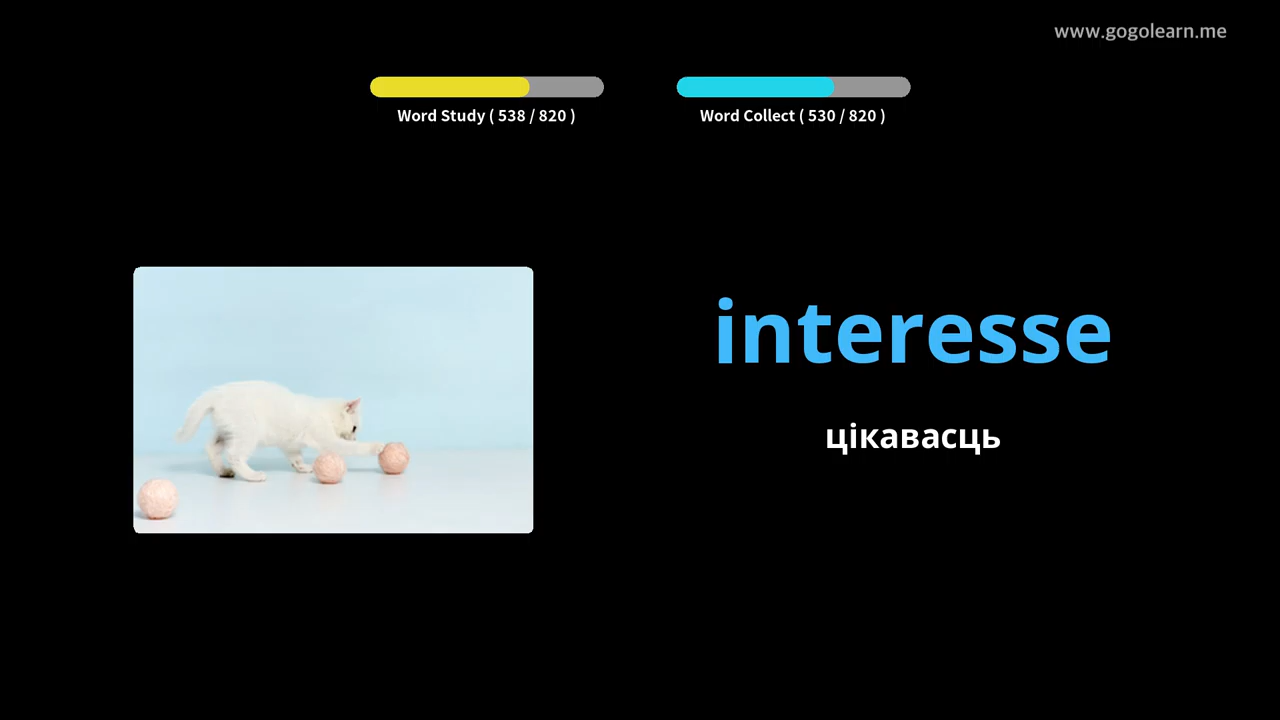 www.gogolearn.me
Word Study ( 538 / 820 )
Word Collect ( 530 / 820 )
interesse
цікавасць